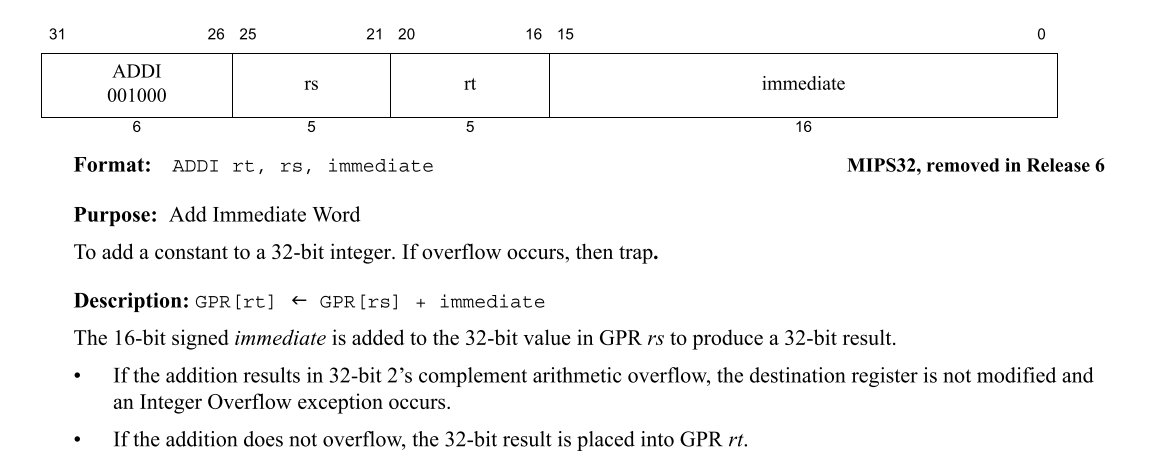 31 26 25 21 20 16 15 0
ADDI
001000
rs rt immediate
6 5 5 16
Format: ADDI rt, rs, immediate MIPS32, removed in Release 6
Purpose: Add Immediate Word
To add a constant to a 32-bit integer. If overflow occurs, then trap.
Description: GPR[rt] ← GPR[rs] + immediate
The 16-bit signed immediate is added to the 32-bit value in GPR rs to produce a 32-bit result.
• If the addition results in 32-bit 2’s complement arithmetic overflow, the destination register is not modified and
an Integer Overflow exception occurs.
• If the addition does not overflow, the 32-bit result is placed into GPR rt.